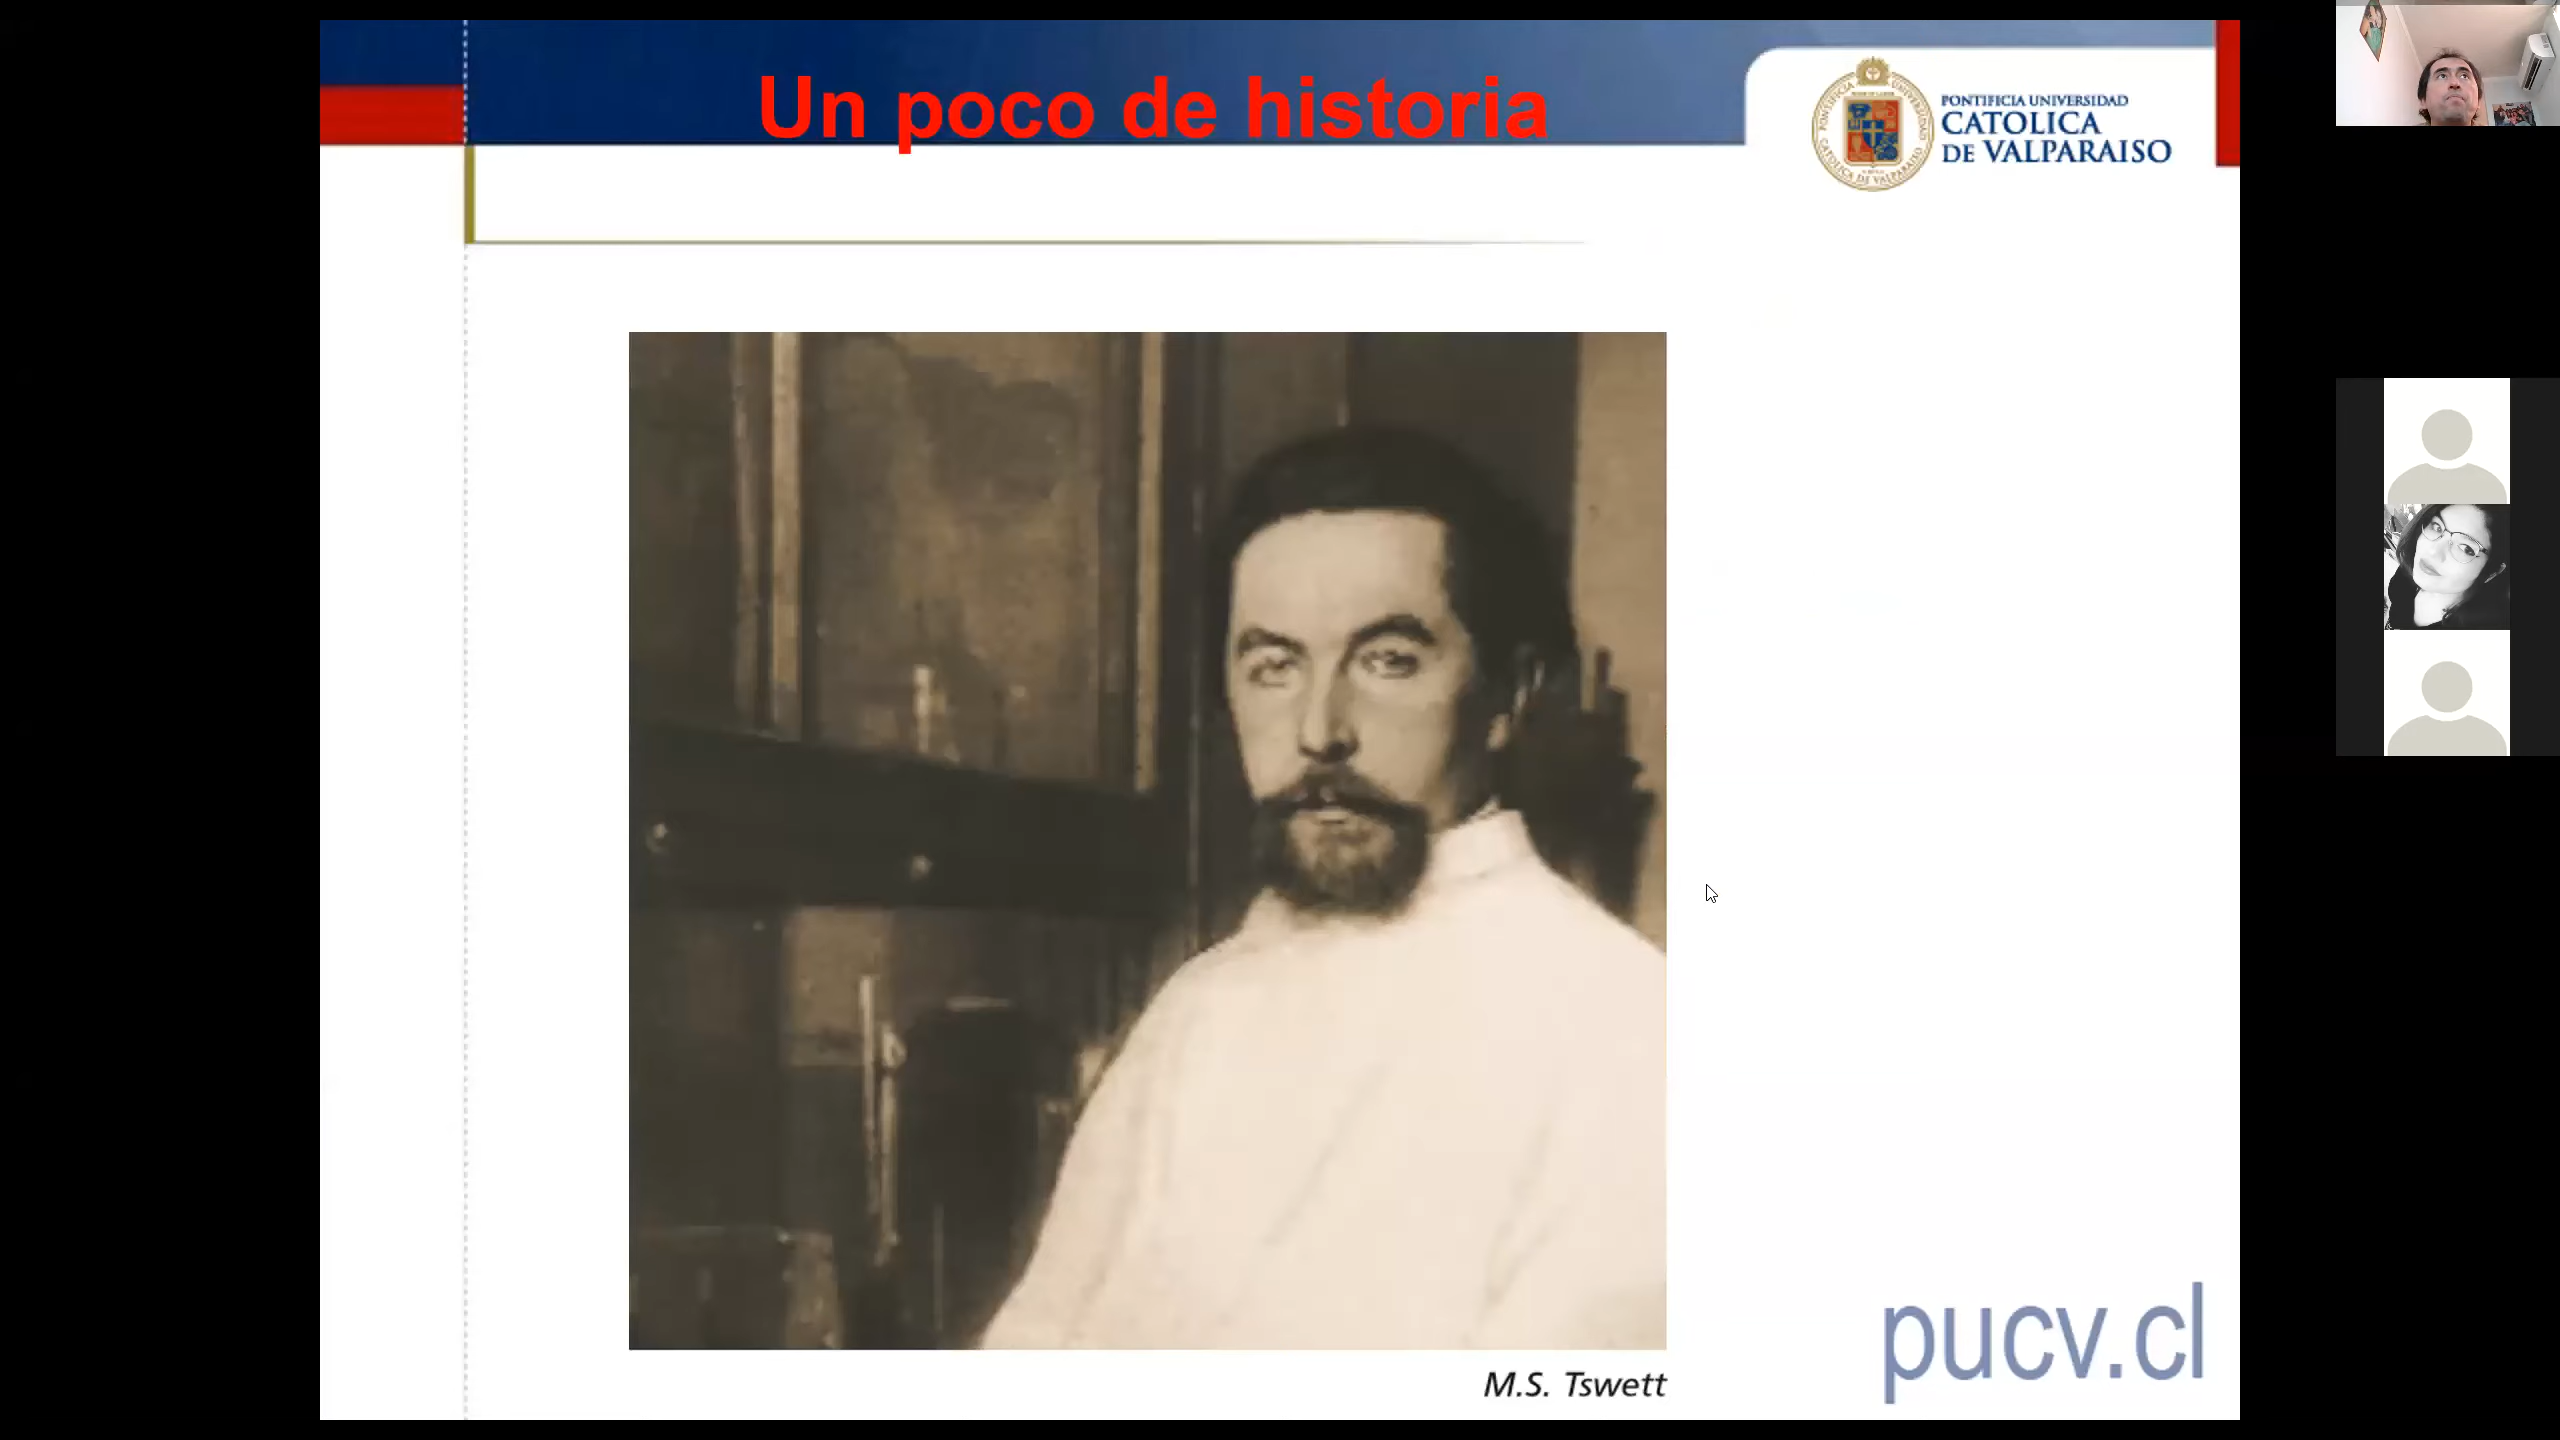 Un poco de historia
PONTIFICIA UNIVERSIDAD
CATOLICA
DE VALPARAISO
M.S. Tswett
pucv.cl